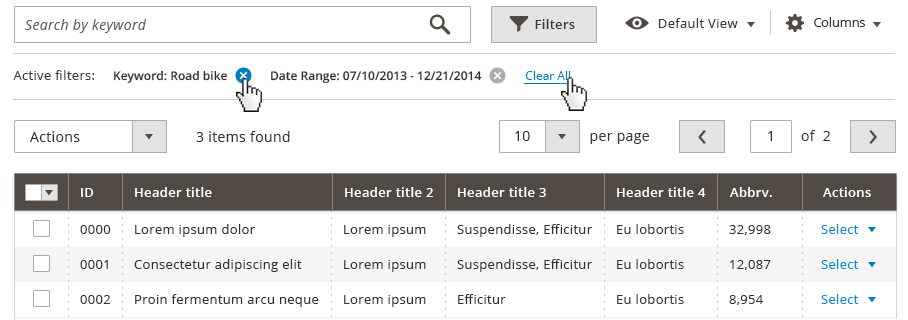 Search by keyword Filters Default View Columns
Active filters: Keyword: Road bike Date Range: 07/10/2013 - 12/21/2014 Clear All
Actions 3 items found 10 per page 1 of 2
ID Header title Header title 2 Header title 3 Header title 4 Abbrv. Actions
0000 Lorem ipsum dolor Lorem ipsum Suspendisse, Efficitur Eu lobortis 32,998 Select
0001 Consectetur adipiscing elit Lorem ipsum Suspendisse, Efficitur Eu lobortis 12,087 Select
0002 Proin fermentum arcu neque Lorem ipsum Efficitur Eu lobortis 8,954 Select